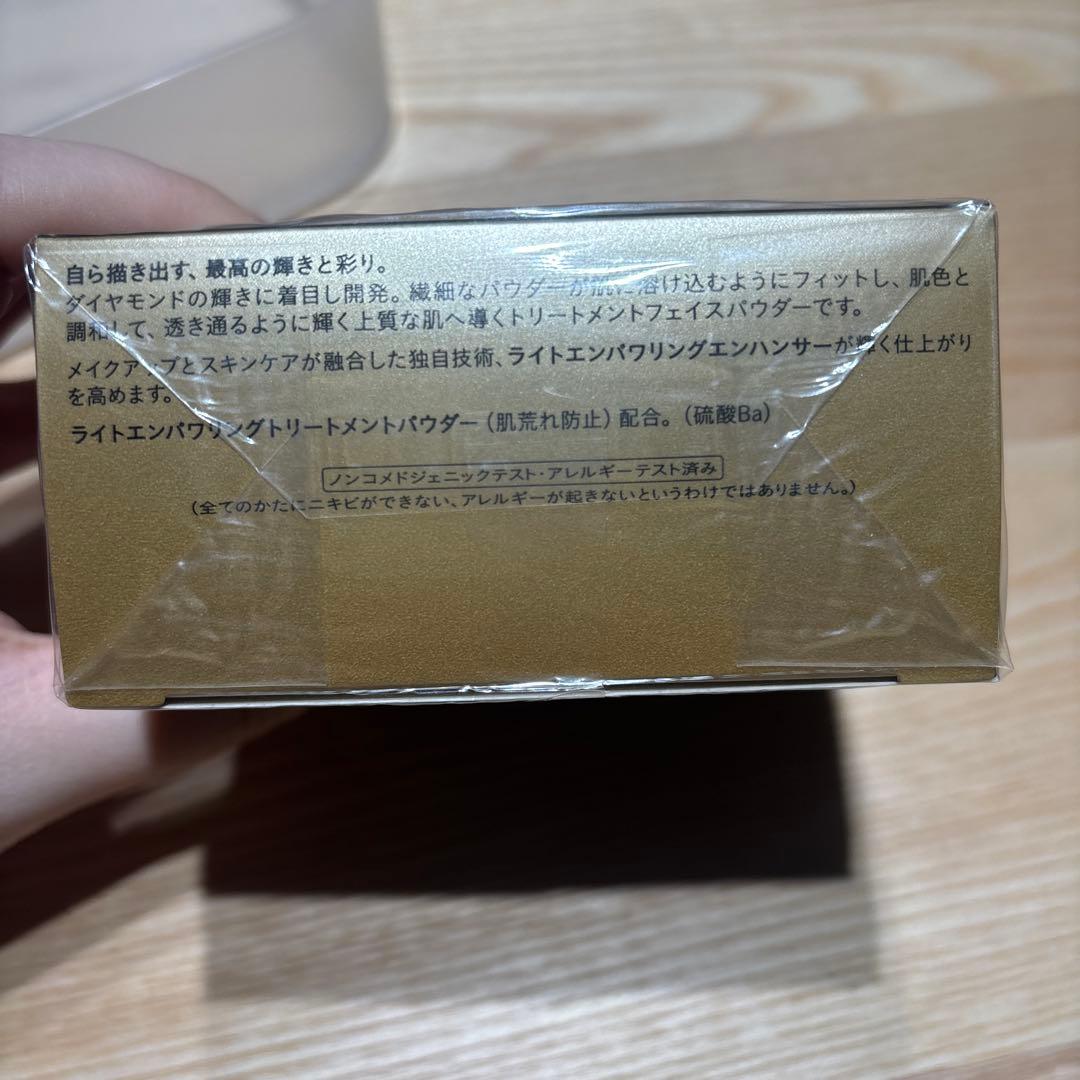 自ら描き出す、最高の輝きと彩り。
ダイヤモンドの輝きに着目し開発。繊細なパウダーが肌に溶け込むようにフィットし、肌色と
調和して、透き通るように輝く上質な肌へ導くトリートメントフェイスパウダーです。
メイクアップとスキンケアが融合した独自技術、ライトエンパワリングエンハンサーが輝く仕上がり
を高めます。
ライトエンパワリングトリートメントパウダー（肌荒れ防止）配合。（硫酸Ba）
ノンコメドジェニックテスト・アレルギーテスト済み
（全てのかたにニキビができない、アレルギーが起きないというわけではありません。）